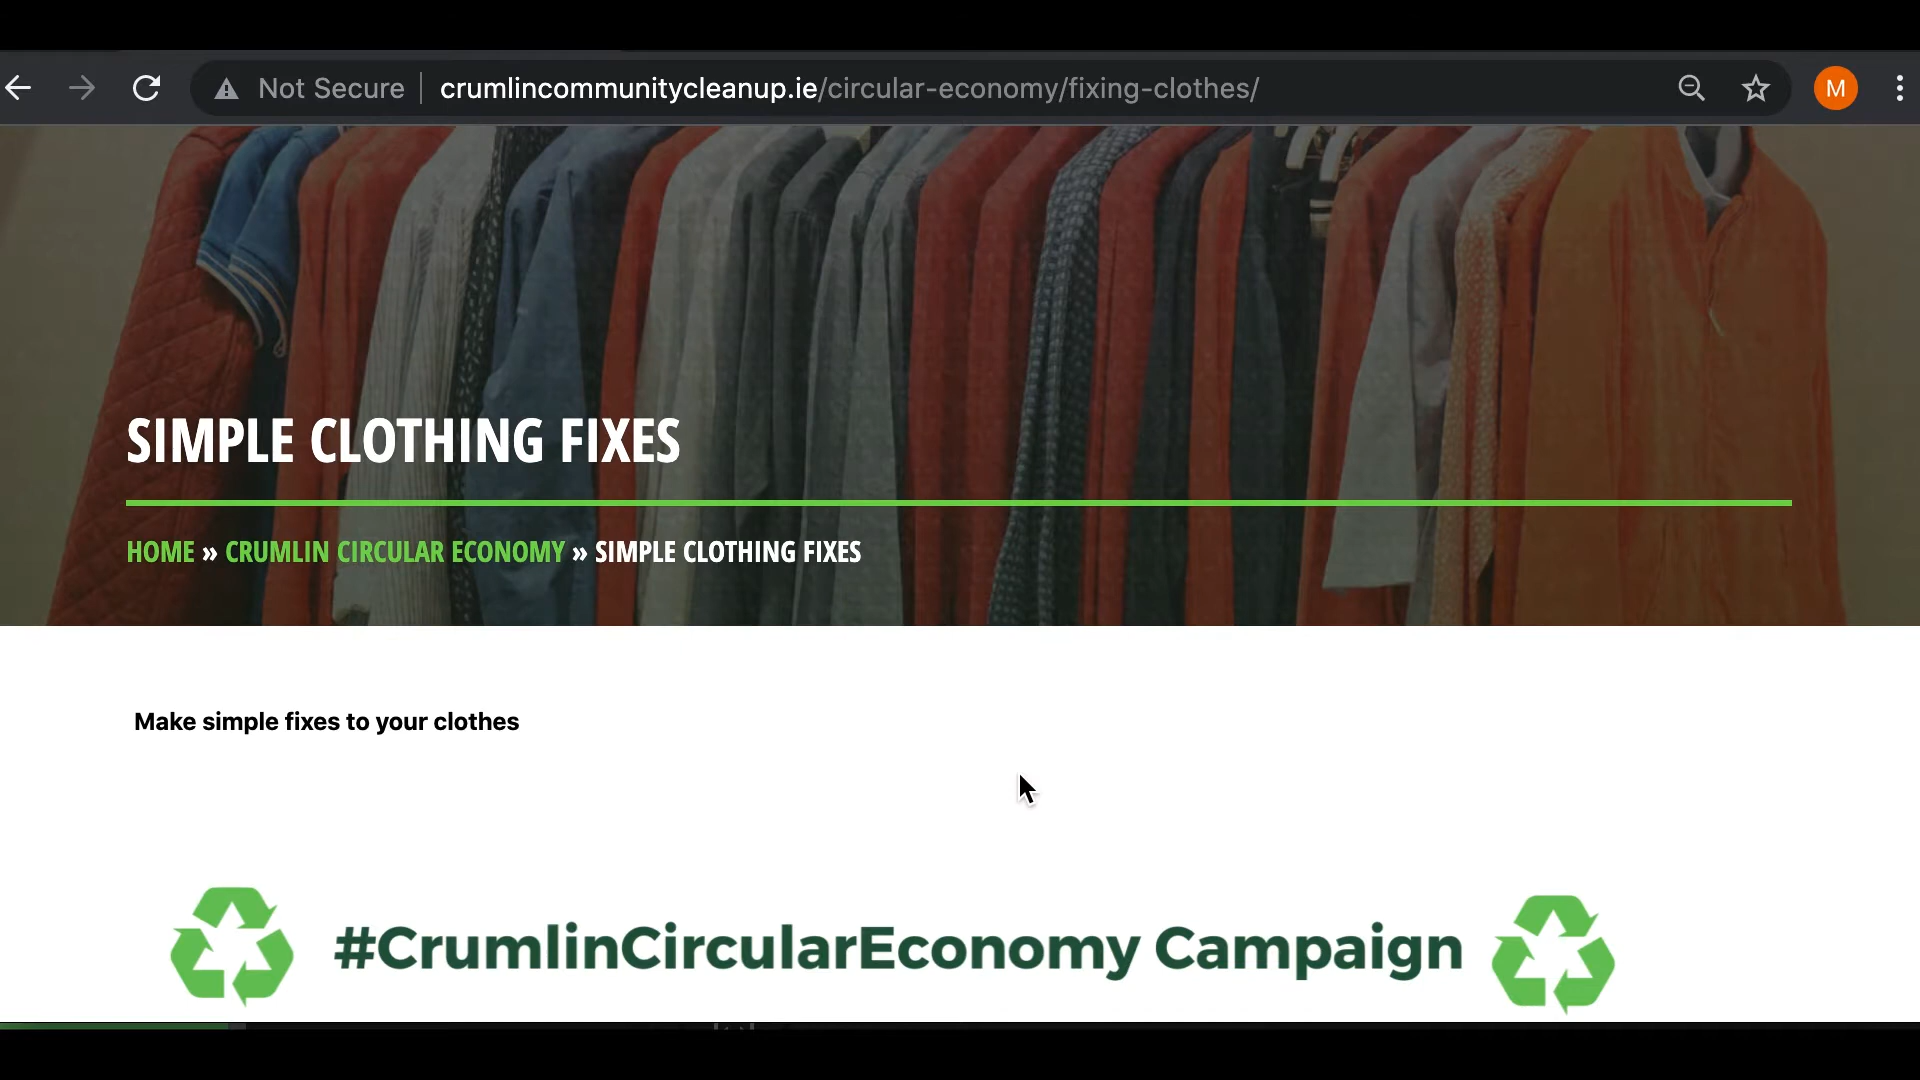 Not Secure crumlincommunitycleanup.ie/circular-economy/fixing-clothes/
M
SIMPLE CLOTHING FIXES
HOME » CRUMLIN CIRCULAR ECONOMY » SIMPLE CLOTHING FIXES
Make simple fixes to your clothes
#CrumlinCircularEconomy Campaign